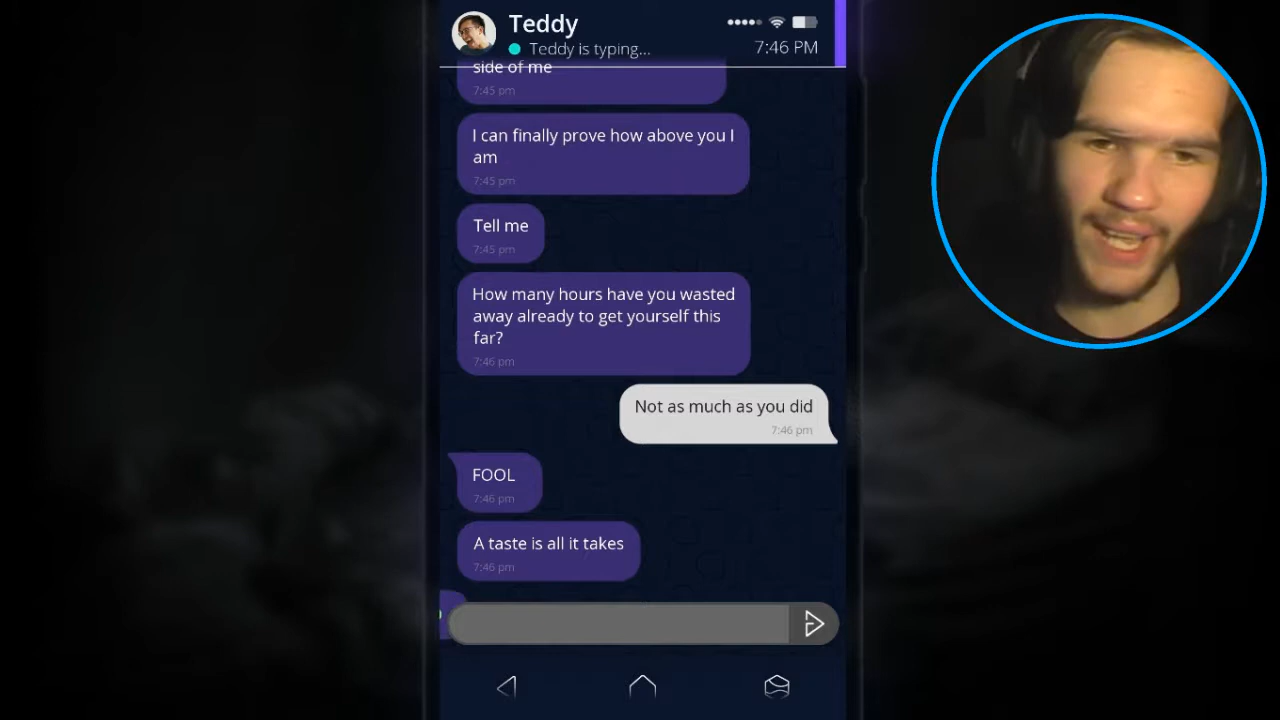 Teddy
Teddy is typing...
7:46 PM
side of me
7:45 pm
I can finally prove how above you I
am
7:45 pm
Tell me
7:45 pm
How many hours have you wasted
away already to get yourself this
far?
7:46 pm
Not as much as you did
7:46 pm
FOOL
7:46 pm
A taste is all it takes
7:46 pm